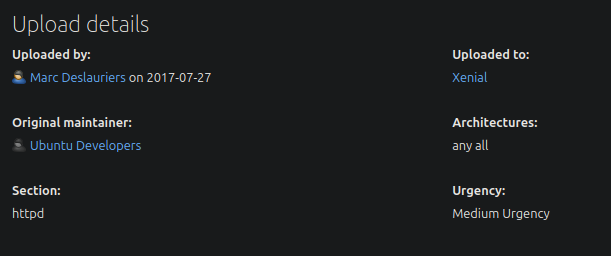 Upload details
Uploaded by:
Marc Deslauriers on 2017-07-27
Uploaded to:
Xenial
Original maintainer:
Ubuntu Developers
Architectures:
any all
Section:
httpd
Urgency:
Medium Urgency